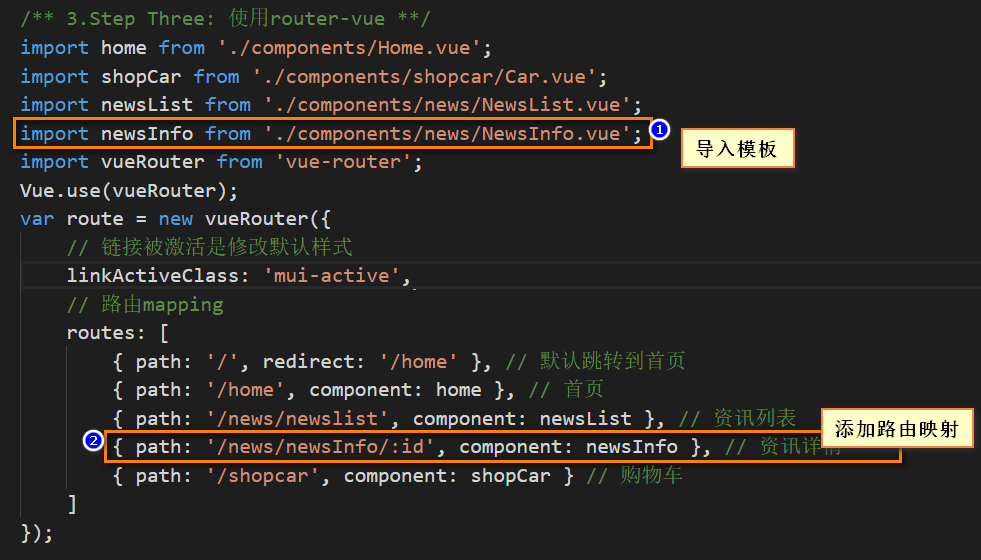 /** 3.Step Three: 使用router-vue **/
import home from './components/Home.vue';
import shopCar from './components/shopcar/Car.vue';
import newsList from './components/news/NewsList.vue';
import newsInfo from './components/news/NewsInfo.vue'; 1
导入模板
import vueRouter from 'vue-router';
Vue.use(vueRouter);
var route = new vueRouter({
// 链接被激活是修改默认样式
linkActiveClass: 'mui-active',
// 路由mapping
routes: [
{ path: '/', redirect: '/home' }, // 默认跳转到首页
{ path: '/home', component: home }, // 首页
{ path: '/news/newslist', component: newsList }, // 资讯列表
添加路由映射
2 { path: '/news/newsInfo/:id', component: newsInfo }, // 资讯详情
{ path: '/shopcar', component: shopCar } // 购物车
]
});